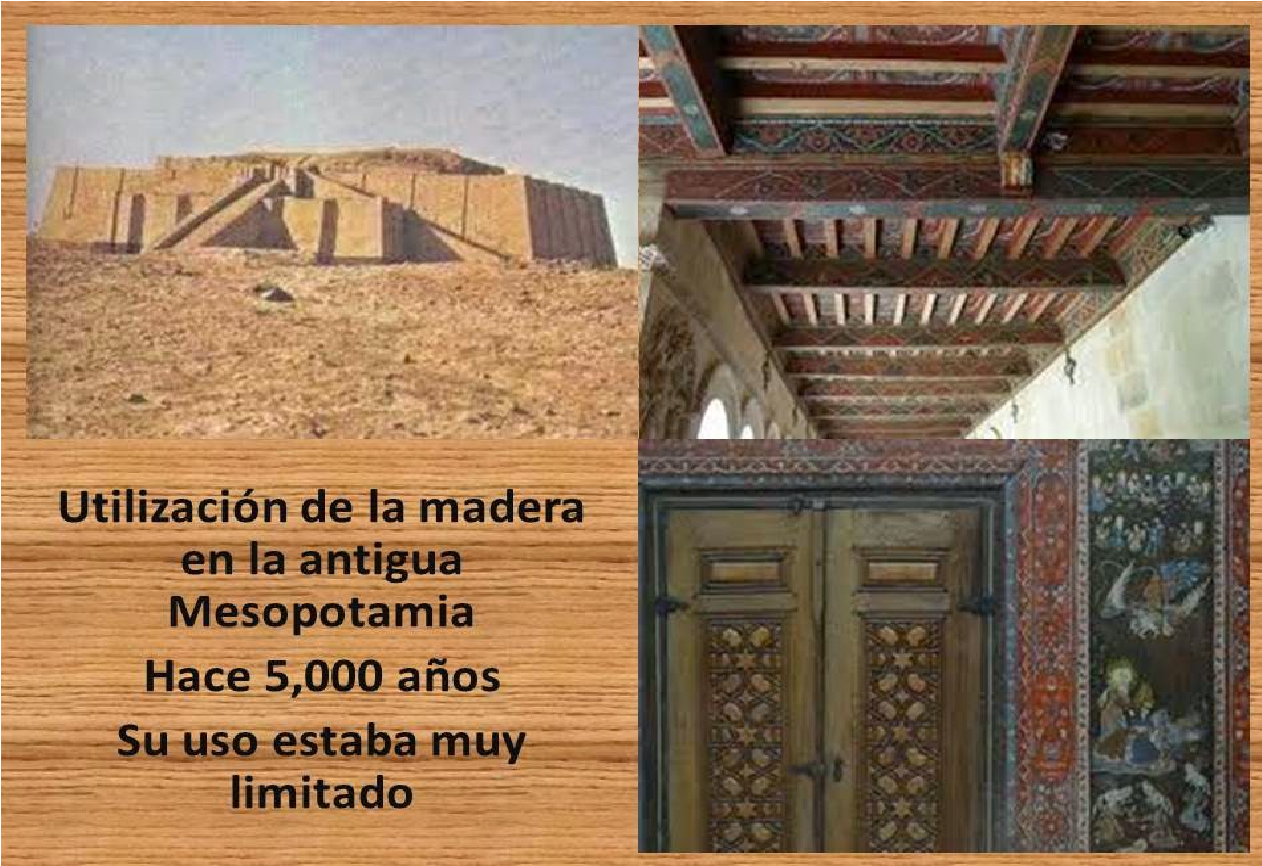 Utilización de la madera
en la antigua
Mesopotamia
Hace 5,000 años
Su uso estaba muy
limitado